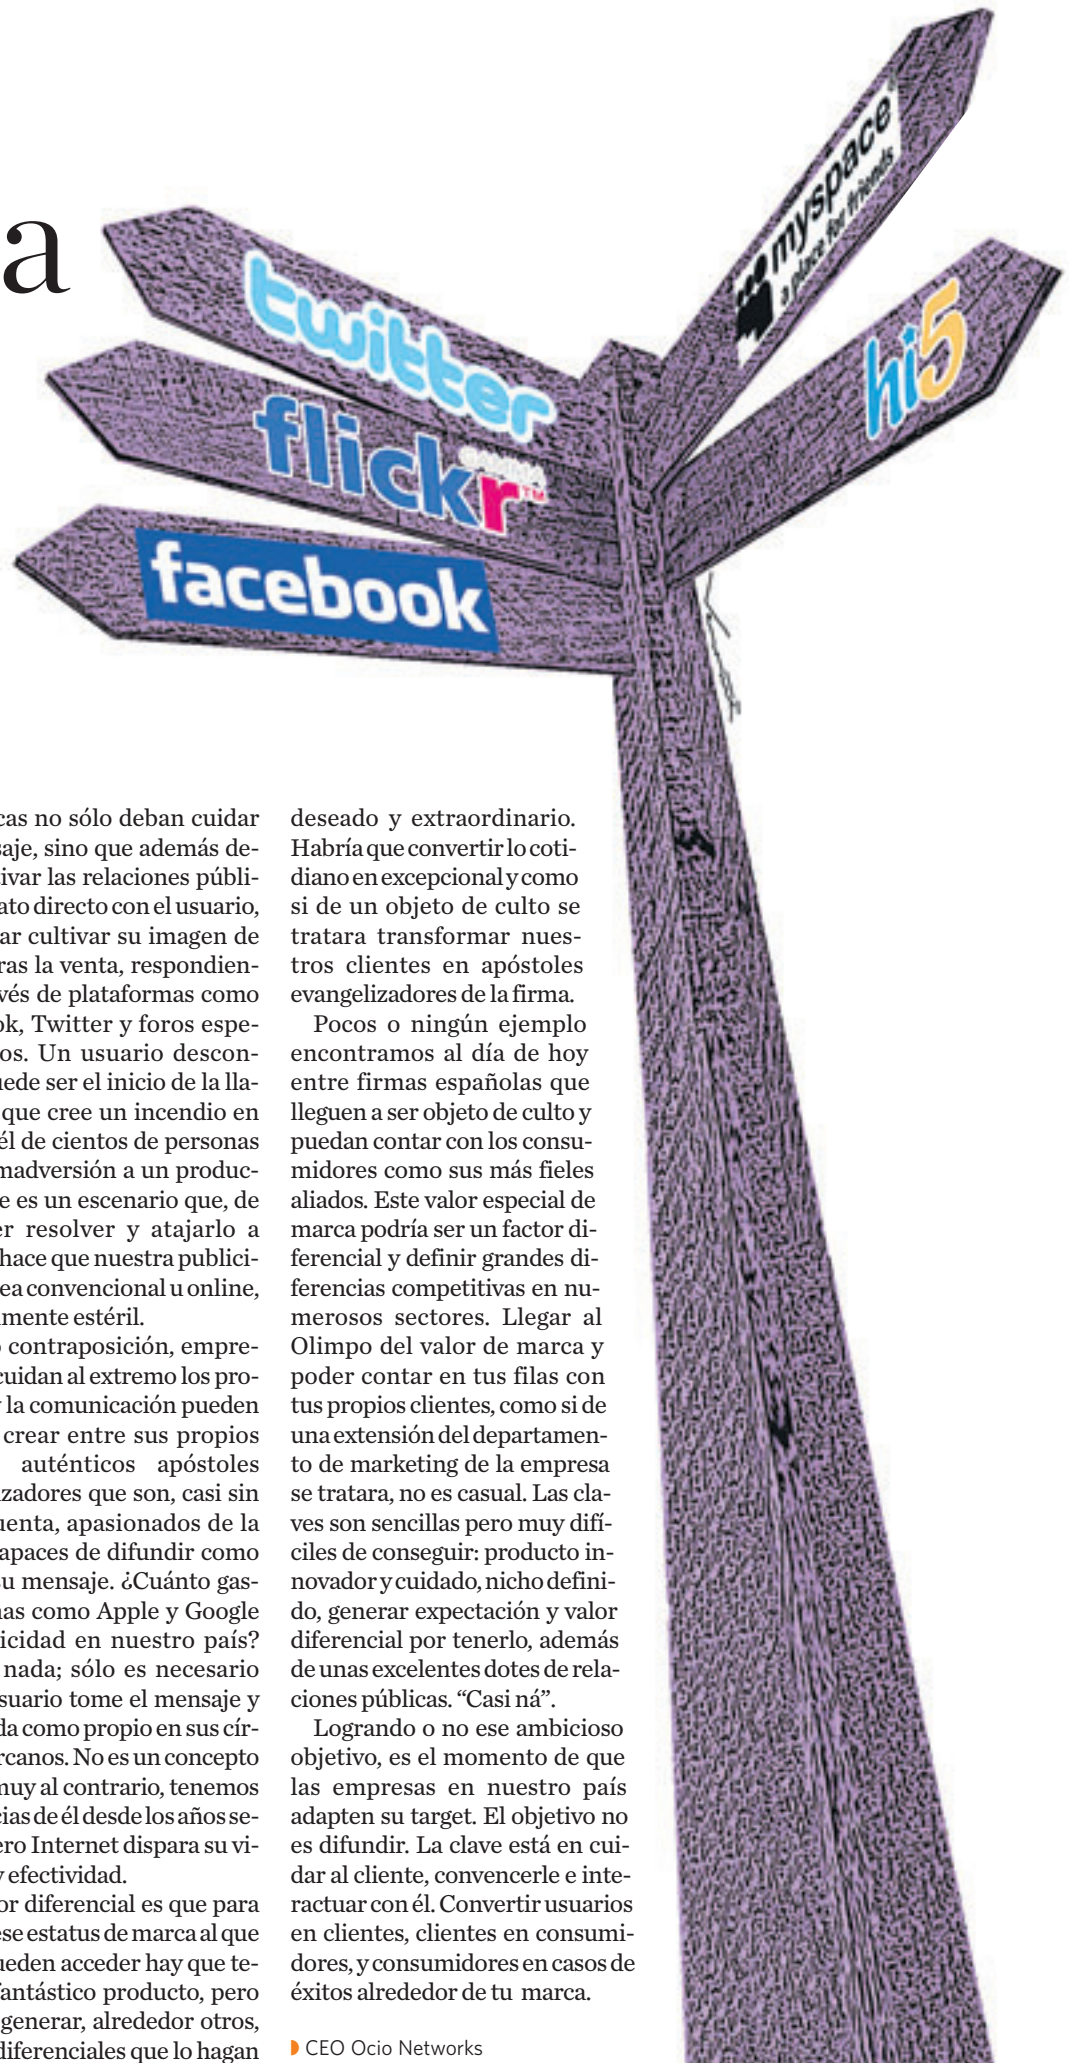 a
twitter
flickr™
GAMMA
facebook
myspace
a place for friends
hi5
cas no sólo deban cuidar
saje, sino que además de-
tivar las relaciones públi-
ato directo con el usuario,
ar cultivar su imagen de
ras la venta, respondien-
vés de plataformas como
ok, Twitter y foros espe-
os. Un usuario descon-
uede ser el inicio de la lla-
que cree un incendio en
él de cientos de personas
madversión a un produc-
e es un escenario que, de
er resolver y atajarlo a
hace que nuestra publici-
ea convencional u online,
mente estéril.
o contraposición, empre-
cuidan al extremo los pro-
y la comunicación pueden
crear entre sus propios
auténticos apóstoles
izadores que son, casi sin
uenta, apasionados de la
capaces de difundir como
su mensaje. ¿Cuánto gas-
nas como Apple y Google
icidad en nuestro país?
nada; sólo es necesario
suario tome el mensaje y
da como propio en sus cír-
rcanos. No es un concepto
muy al contrario, tenemos
cias de él desde los años se-
ero Internet dispara su vi-
y efectividad.
or diferencial es que para
ese estatus de marca al que
ueden acceder hay que te-
fantástico producto, pero
generar, alrededor otros,
diferenciales que lo hagan
deseado y extraordinario.
Habría que convertir lo coti-
diano en excepcional y como
si de un objeto de culto se
tratara transformar nues-
tros clientes en apóstoles
evangelizadores de la firma.
Pocos o ningún ejemplo
encontramos al día de hoy
entre firmas españolas que
lleguen a ser objeto de culto y
puedan contar con los consu-
midores como sus más fieles
aliados. Este valor especial de
marca podría ser un factor di-
ferencial y definir grandes di-
ferencias competitivas en nu-
merosos sectores. Llegar al
Olimpo del valor de marca y
poder contar en tus filas con
tus propios clientes, como si de
una extensión del departamen-
to de marketing de la empresa
se tratara, no es casual. Las cla-
ves son sencillas pero muy difí-
ciles de conseguir: producto in-
novador y cuidado, nicho defini-
do, generar expectación y valor
diferencial por tenerlo, además
de unas excelentes dotes de rela-
ciones públicas. “Casi ná”.
Logrando o no ese ambicioso
objetivo, es el momento de que
las empresas en nuestro país
adapten su target. El objetivo no
es difundir. La clave está en cui-
dar al cliente, convencerle e inte-
ractuar con él. Convertir usuarios
en clientes, clientes en consumi-
dores, y consumidores en casos de
éxitos alrededor de tu marca.
CEO Ocio Networks